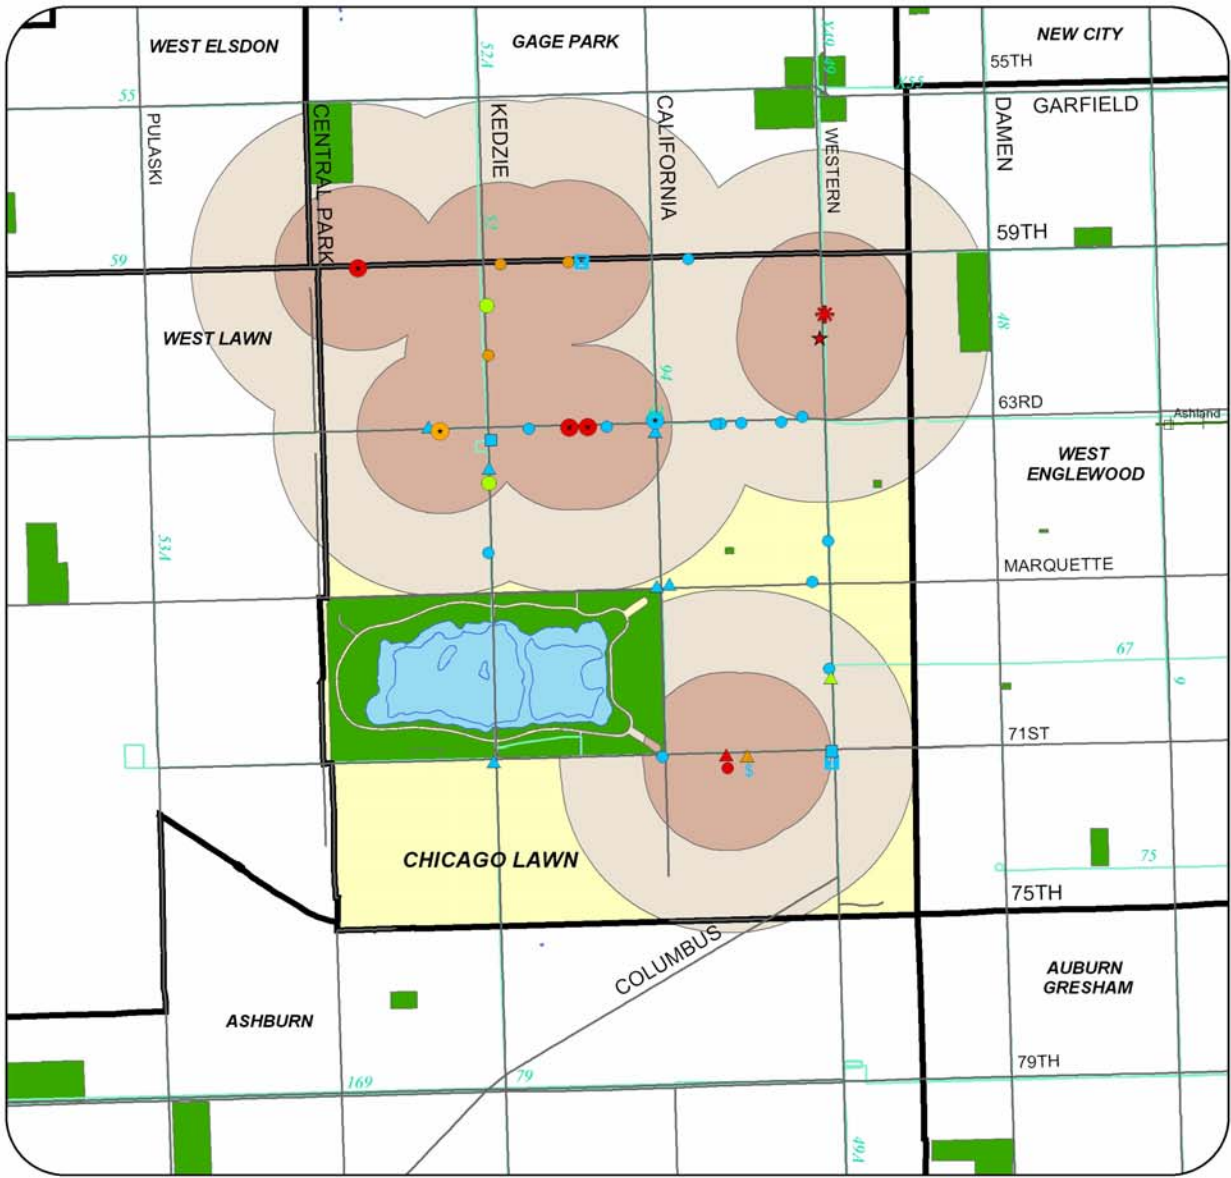 WEST ELSDON
GAGE PARK
NEW CITY
52A
X49
49
55TH
X55
55
GARFIELD
PULASKI
CENTRAL PARK
KEDZIE
CALIFORNIA
WESTERN
DAMEN
52
59TH
59
WEST LAWN
48
94
63RD
Ashland
WEST
ENGLEWOOD
53A
MARQUETTE
67
9
71ST
$
CHICAGO LAWN
75
75TH
COLUMBUS
AUBURN
GRESHAM
ASHBURN
79TH
169
79
49A